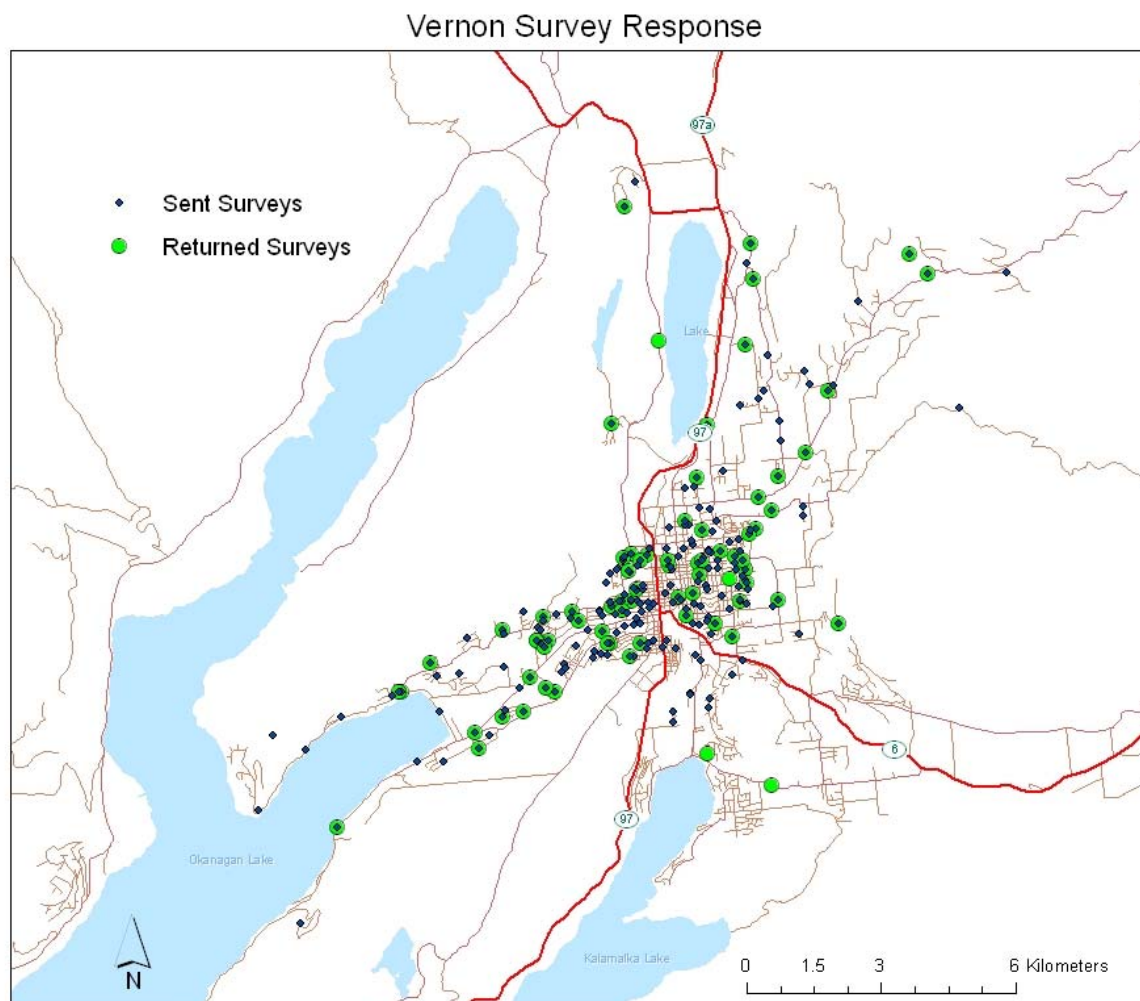 Vernon Survey Response
97a
Sent Surveys
Returned Surveys
Lake
97
6
97
Okanagan Lake
Kalamalka Lake
N
0 1.5 3 6 Kilometers